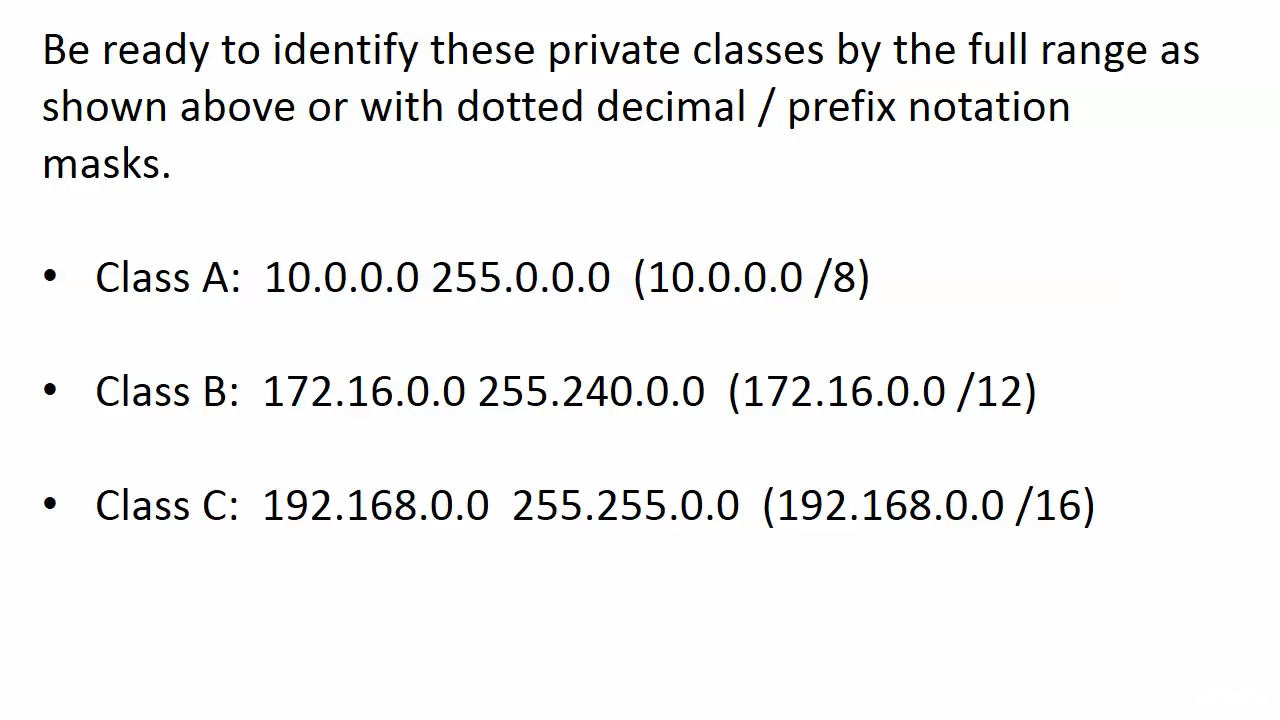 Be ready to identify these private classes by the full range as
shown above or with dotted decimal / prefix notation
masks.
• Class A: 10.0.0.0 255.0.0.0 (10.0.0.0 /8)
• Class B: 172.16.0.0 255.240.0.0 (172.16.0.0 /12)
• Class C: 192.168.0.0 255.255.0.0 (192.168.0.0 /16)